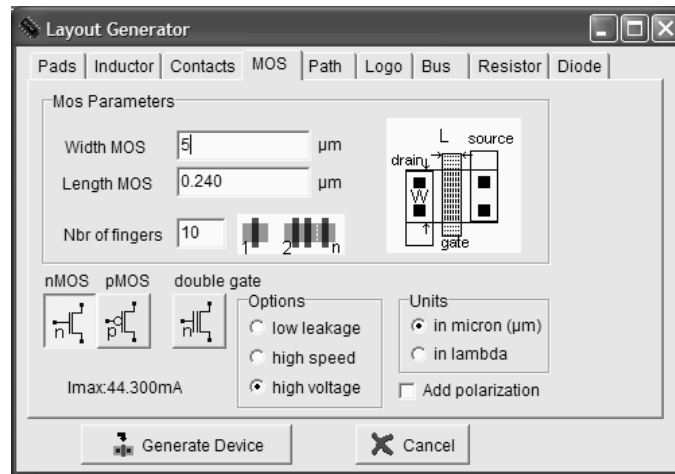 Layout Generator
Pads Inductor Contacts MOS Path Logo Bus Resistor Diode
Mos Parameters
Width MOS 5 µm
Length MOS 0.240 µm
Nbr of fingers 10
1 2 n
L source
drain
W
gate
nMOS pMOS double gate
n p n
Imax:44.300mA
Options
low leakage
high speed
high voltage
Units
in micron (µm)
in lambda
Add polarization
Generate Device Cancel